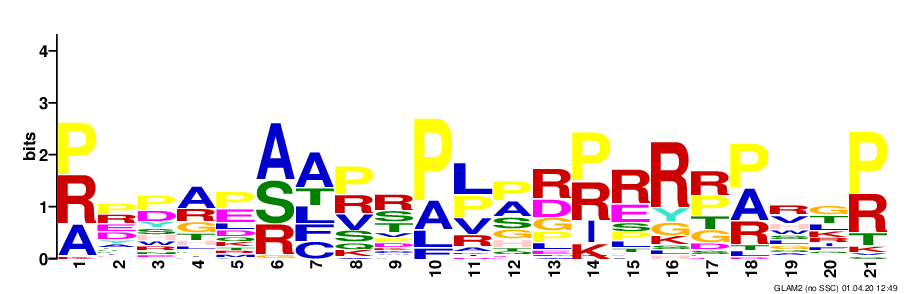 4
3
2
1
0
bits
P R A
P R E D
P D Y S W
A R G T
P E L D
A S R
A T L F C
P R V S K
R S T V
P A L F
L P V R
P A S G
R D G P L
P R I K
R E S P L
R Y G K L
R P T G
P A R L
R V W
G T L K R
P R T K
1 2 3 4 5 6 7 8 9 10 11 12 13 14 15 16 17 18 19 20 21
GLAM2 (no SSC) 01.04.20 12:49